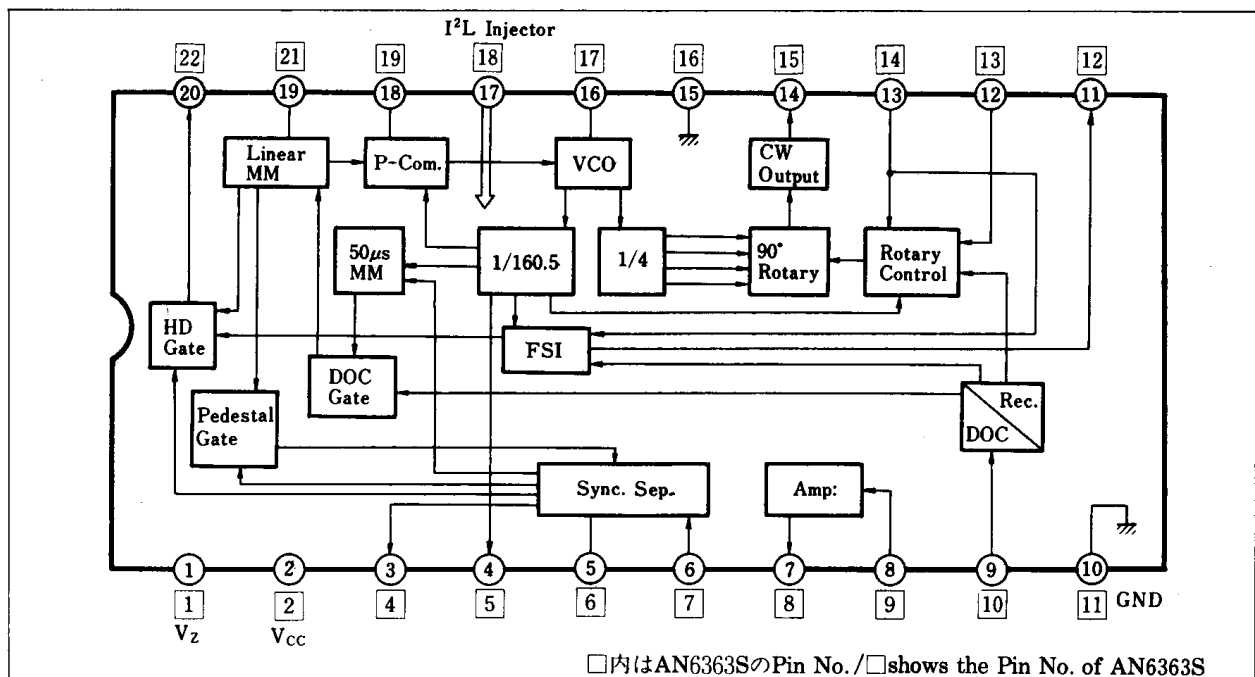 I²L Injector
22 21 19 18 17 16 15 14 13 12
20 19 18 17 16 15 14 13 12 11
Linear
MM
P-Com.
VCO
CW
Output
50μs
MM
1/160.5
1/4
90°
Rotary
Rotary
Control
HD
Gate
FSI
DOC
Gate
Pedestal
Gate
Rec.
DOC
Sync. Sep.
Amp:
1 2 3 4 5 6 7 8 9 10
1 2 4 5 6 7 8 9 10 11 GND
VZ VCC
□内はAN6363SのPin No./□shows the Pin No. of AN6363S